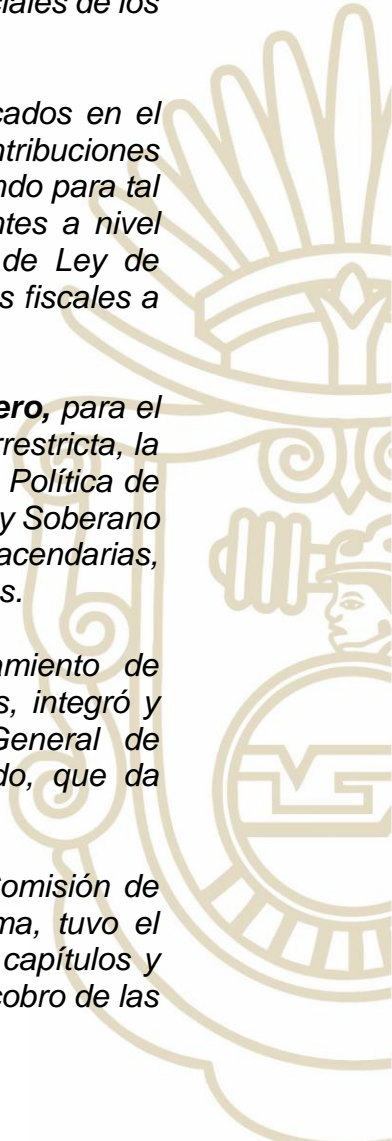 ciales de los
cados en el
ntribuciones
ndo para tal
ntes a nivel
de Ley de
s fiscales a
ero, para el
rrestricta, la
Política de
y Soberano
acendarias,
s.
amiento de
s, integró y
General de
do, que da
Comisión de
ma, tuvo el
capítulos y
cobro de las